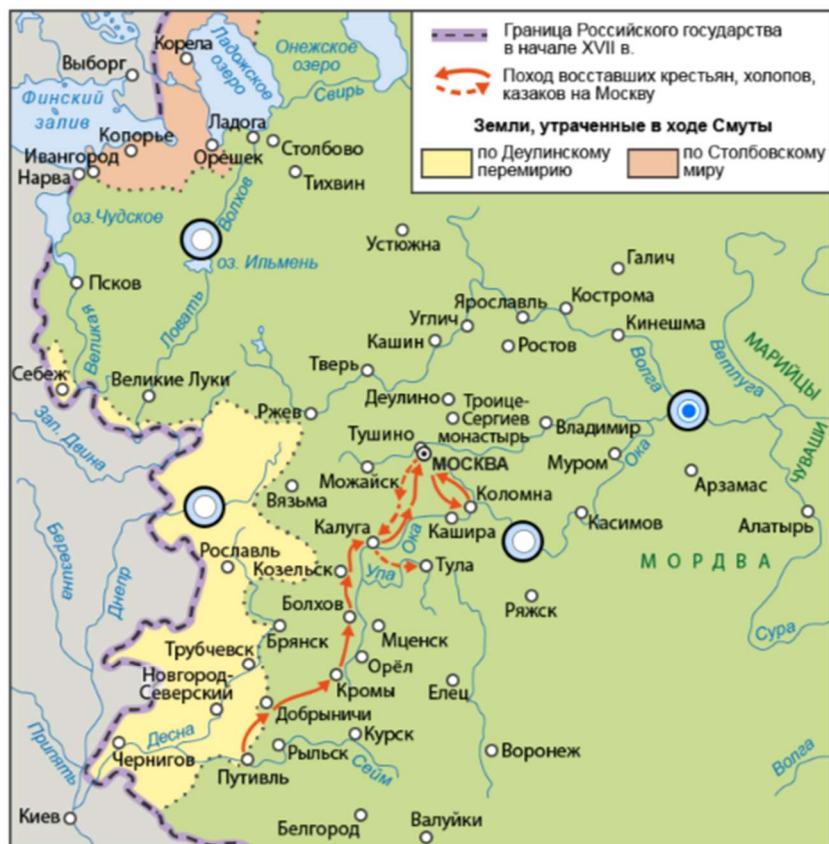 Граница Российского государства
в начале XVII в.
Поход восставших крестьян, холопов,
казаков на Москву
Земли, утраченные в ходе Смуты
по Деулинскому
перемирию
по Столбовскому
миру
Корела
Ладожское
озеро
Онежское
озеро
Выборг
Свирь
Финский
залив
Копорье
Ладога
Ивангород
Орешек
Столбово
Нарва
Тихвин
Волхов
оз.Чудское
Устюжна
оз. Ильмень
Галич
Псков
Ярославль
Кострома
Углич
Великая
Ловать
Кашин
Ростов
Кинешма
Ветлуга
МАРИЙЦЫ
Тверь
Волга
Себеж
Великие Луки
Деулино
Троице-
Сергиев
монастырь
Ржев
Владимир
Зап. Двина
Тушино
МОСКВА
Ока
ЧУВАШИ
Можайск
Муром
Арзамас
Вязьма
Коломна
Березина
Калуга
Ока
Кашира
Касимов
Алатырь
Рославль
Козельск
Упа
Тула
МОРДВА
Днепр
Болхов
Ряжск
Брянск
Мценск
Сура
Трубчевск
Орёл
Новгород-
Северский
Кромы
Елец
Добрыничи
Припять
Десна
Курск
Чернигов
Рыльск
Воронеж
Путивль
Сейм
Волга
Киев
Белгород
Валуйки